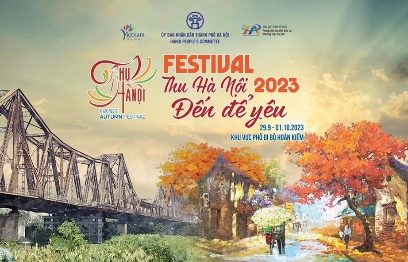 Vietnam
ỦY BAN NHÂN DÂN THÀNH PHỐ HÀ NỘI
HANOI PEOPLE'S COMMITTEE
THU HÀ NỘI
HANOI
AUTUMN FESTIVAL
FESTIVAL
Thu Hà Nội 2023
Đến để yêu
29.9 - 01.10.2023
KHU VỰC PHỐ ĐI BỘ HOÀN KIẾM